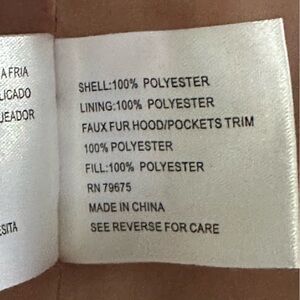 A FRIA
LICADO
UEADOR
ESITA
SHELL:100% POLYESTER
LINING:100% POLYESTER
FAUX FUR HOOD/POCKETS TRIM
100% POLYESTER
FILL:100% POLYESTER
RN 79675
MADE IN CHINA
SEE REVERSE FOR CARE